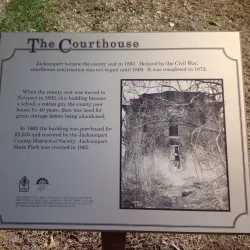 The Courthouse
Jacksonport became the county seat in 1853. Delayed by the Civil War,
courthouse construction was not begun until 1869. It was completed in 1872.
When the county seat was moved to
Newport in 1892, this building became
a school, a cotton gin, the county poor
house for 40 years, then was used for
grain storage before being abandoned.
In 1962 the building was purchased for
$2,500 and restored by the Jacksonport
County Historical Society. Jacksonport
State Park was created in 1965.